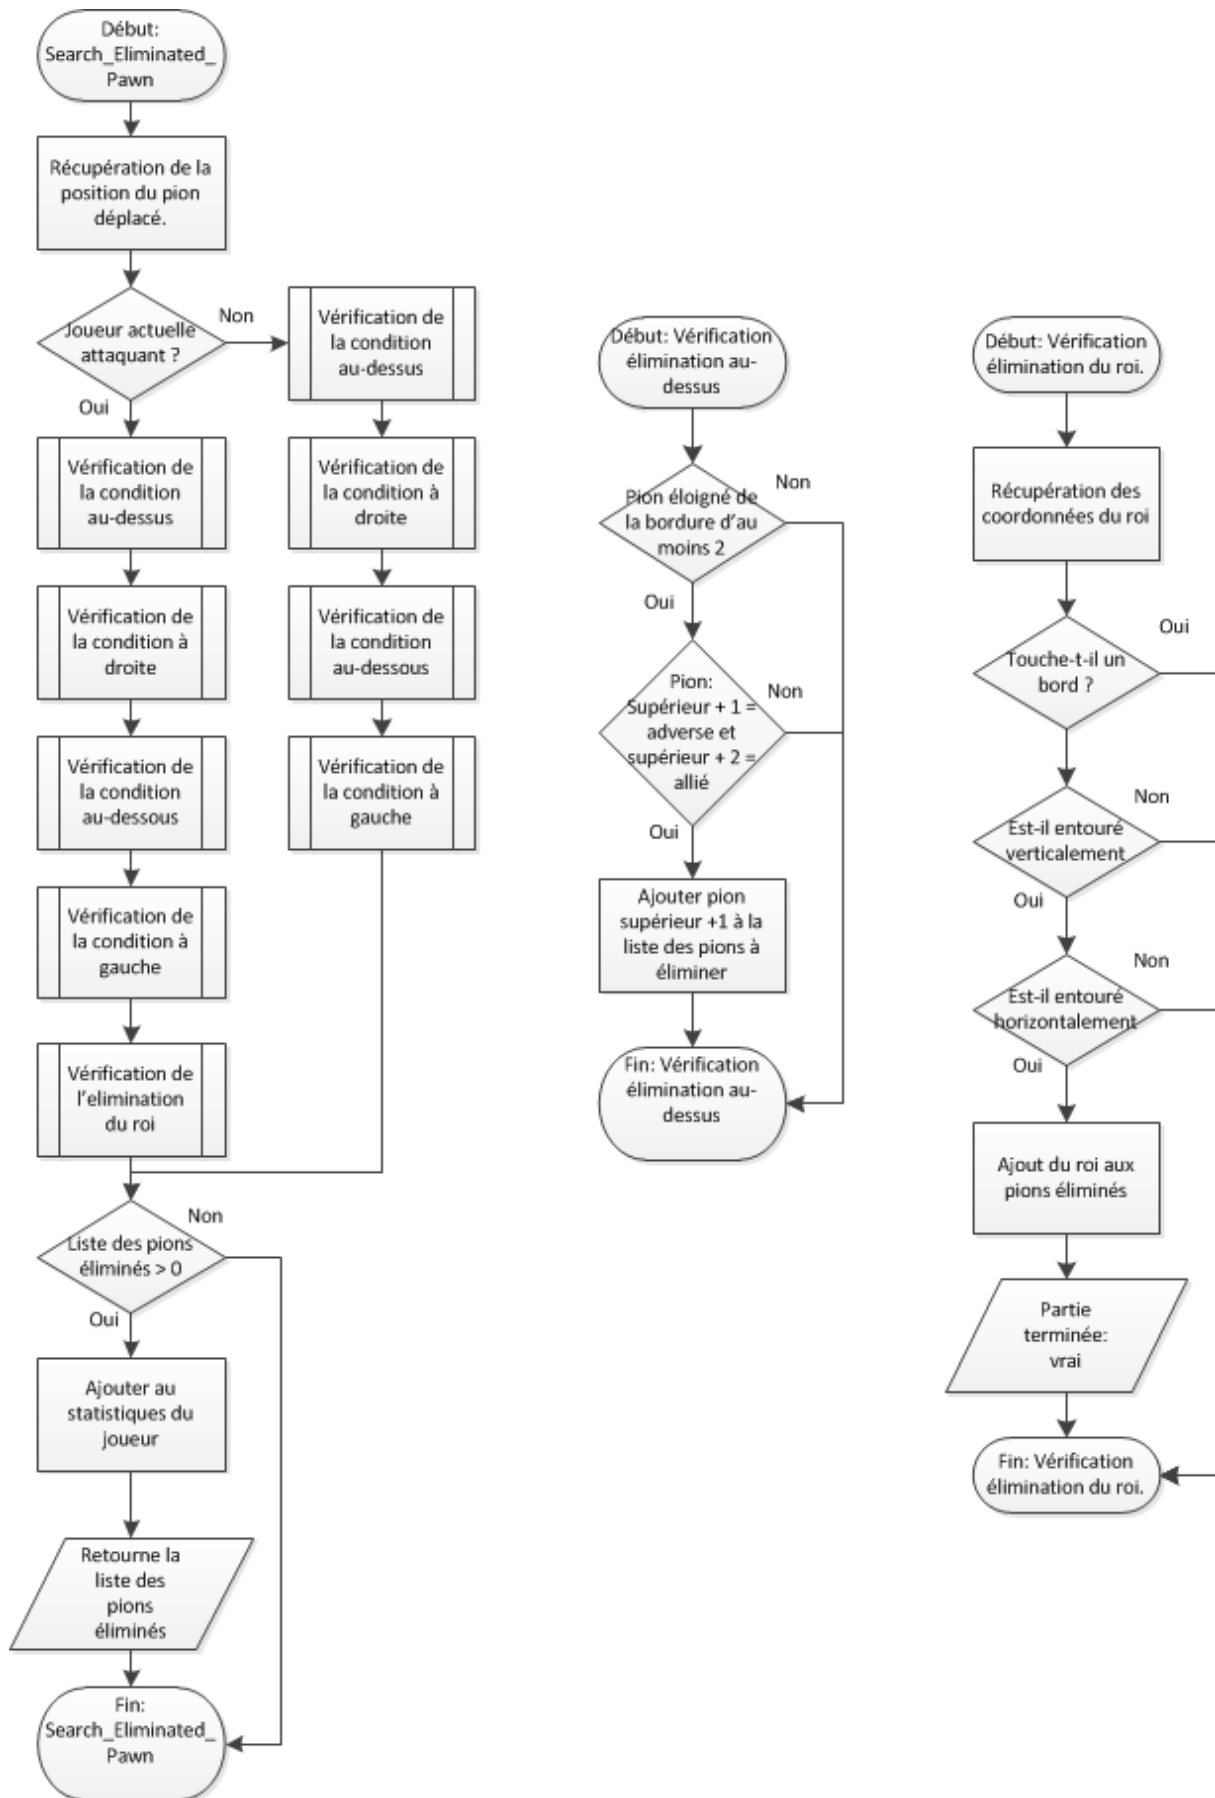 Début:
Search_Eliminated_
Pawn
Récupération de la
position du pion
déplacé.
Joueur actuelle
attaquant ?
Non
Oui
Vérification de
la condition
au-dessus
Vérification de
la condition à
droite
Vérification de
la condition
au-dessous
Vérification de
la condition à
gauche
Vérification de
l'elimination
du roi
Vérification de
la condition
au-dessus
Vérification de
la condition à
droite
Vérification de
la condition
au-dessous
Vérification de
la condition à
gauche
Liste des pions
éliminés > 0
Non
Oui
Ajouter au
statistiques du
joueur
Retourne la
liste des
pions
éliminés
Fin:
Search_Eliminated_
Pawn
Début: Vérification
élimination au-
dessus
Pion éloigné de
la bordure d'au
moins 2
Non
Oui
Pion:
Supérieur + 1 =
adverse et
supérieur + 2 =
allié
Non
Oui
Ajouter pion
supérieur +1 à la
liste des pions à
éliminer
Fin: Vérification
élimination au-
dessus
Début: Vérification
élimination du roi.
Récupération des
coordonnées du roi
Touche-t-il un
bord ?
Oui
Est-il entouré
verticalement
Non
Oui
Est-il entouré
horizontalement
Non
Oui
Ajout du roi aux
pions éliminés
Partie
terminée:
vrai
Fin: Vérification
élimination du roi.